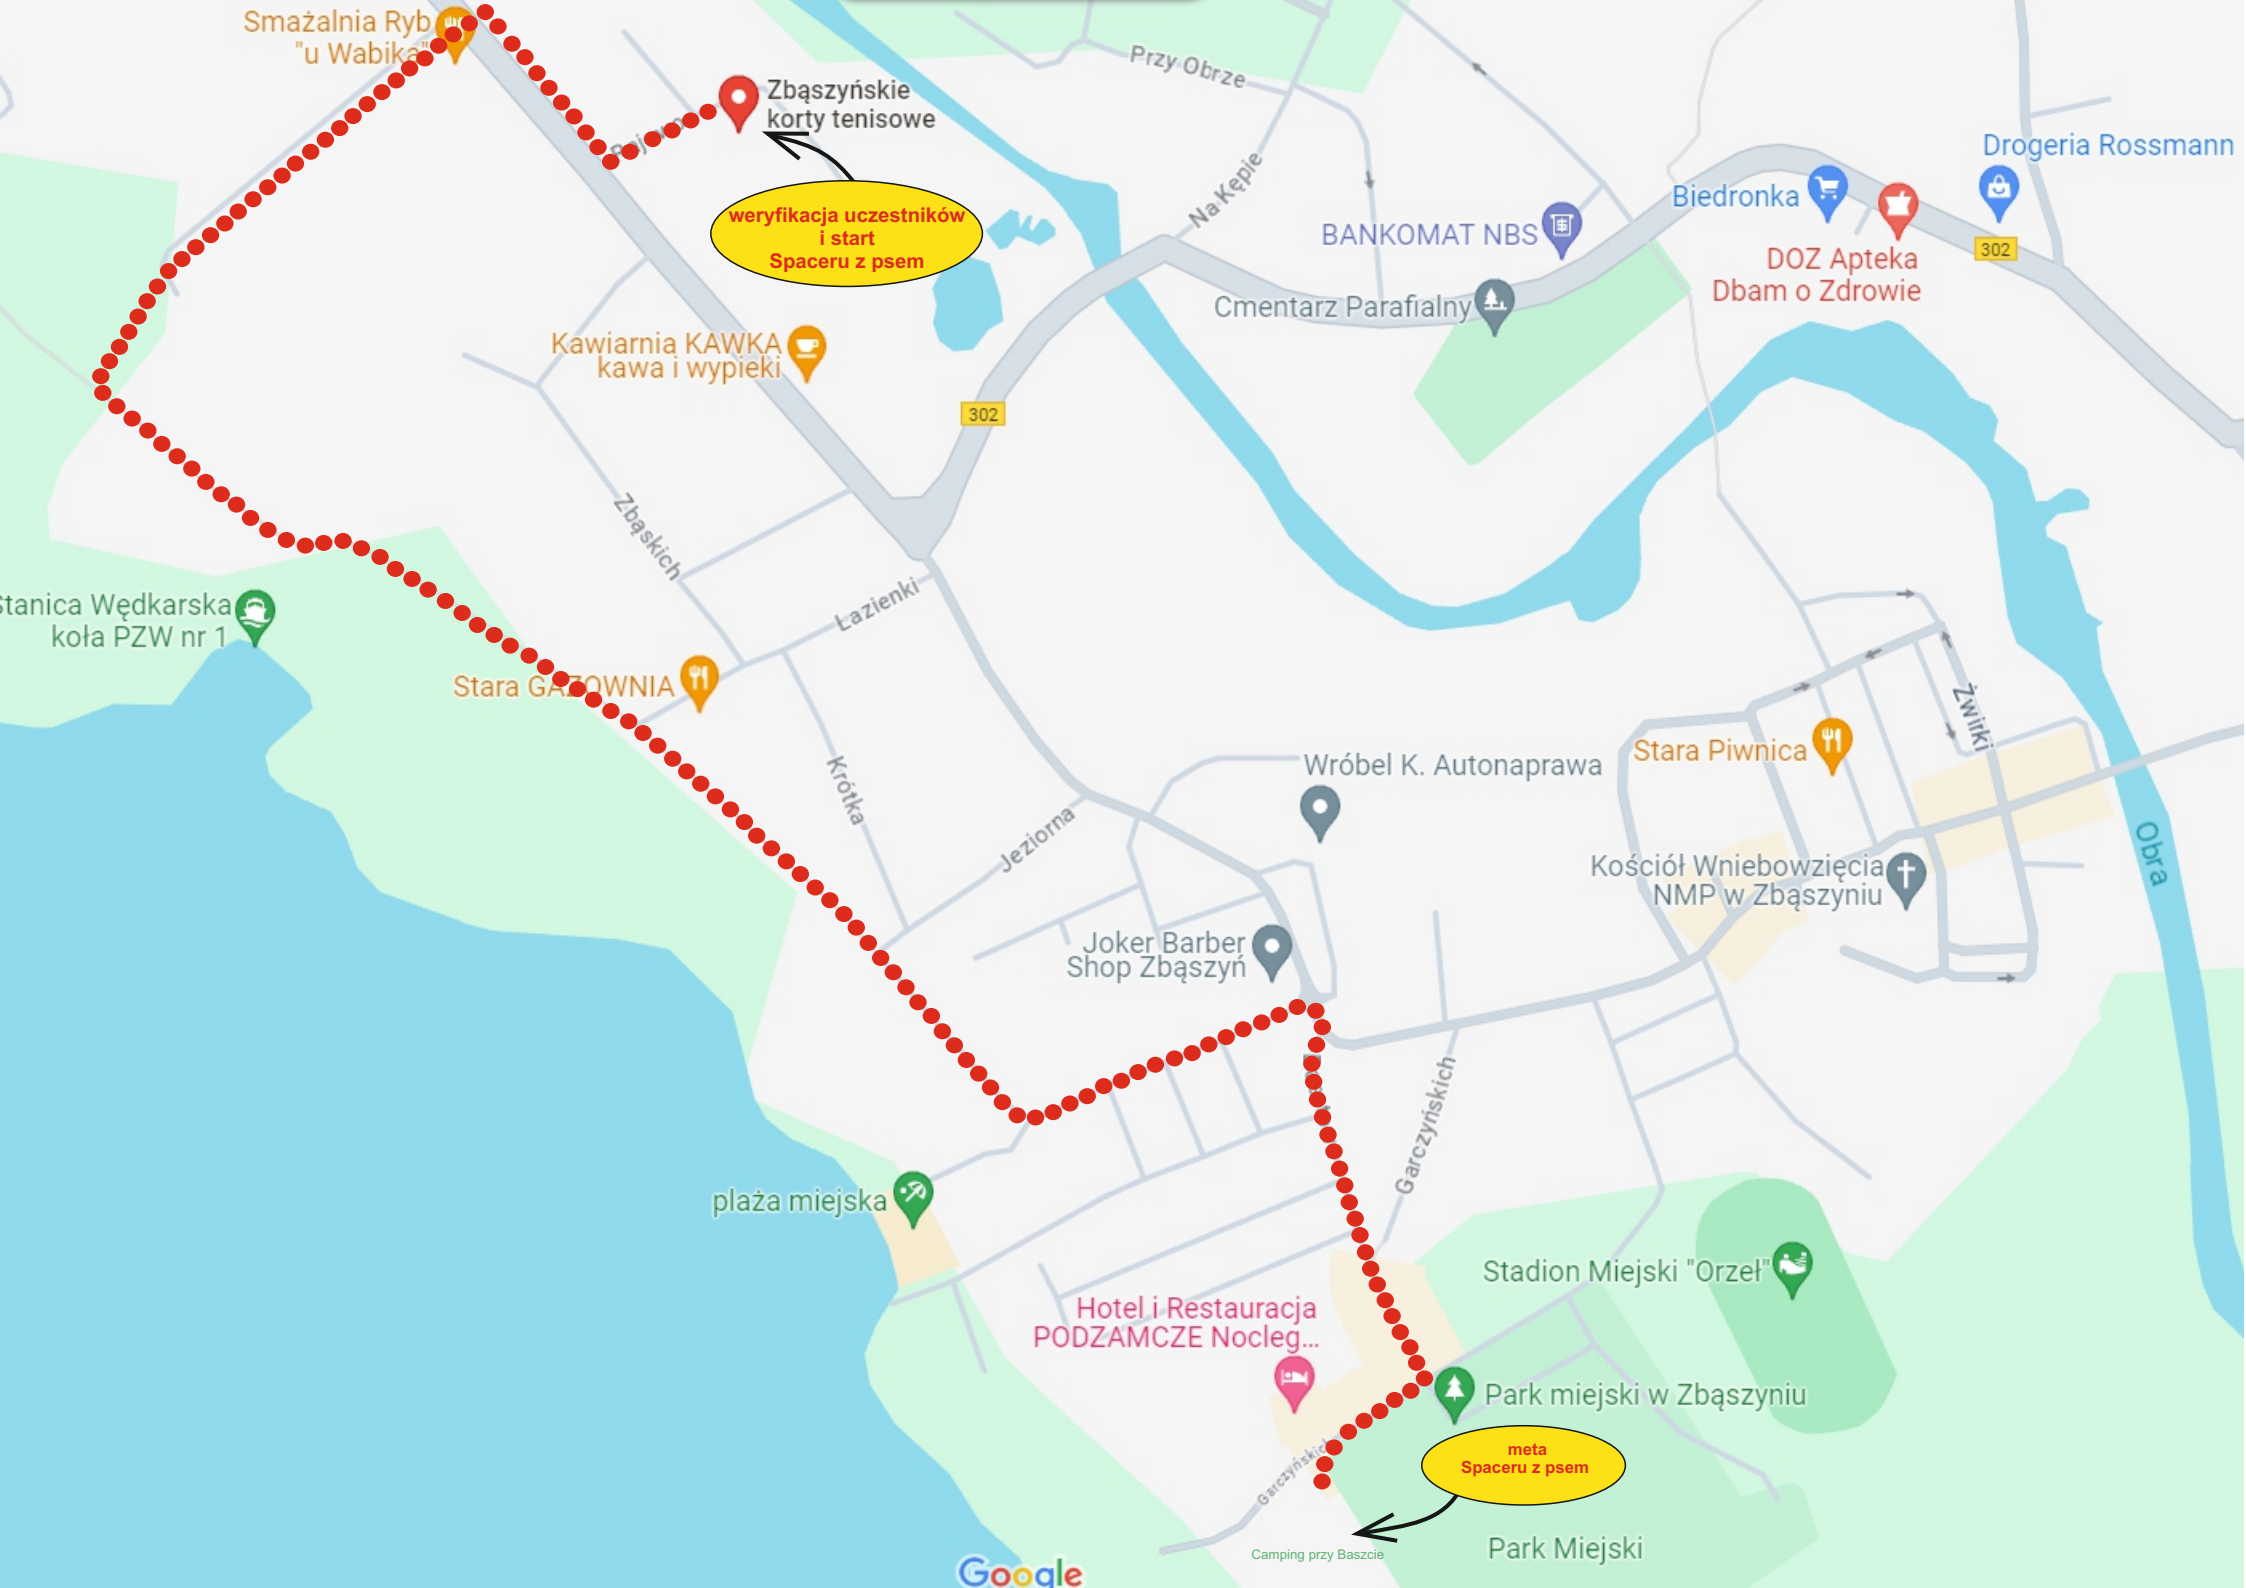 Smażalnia Ryb
"u Wabika"
Zbąszyńskie
korty tenisowe
Przy Obrze
Drogeria Rossmann
Biedronka
Na Kępie
BANKOMAT NBS
weryfikacja uczestników
i start
Spaceru z psem
302
DOZ Apteka
Dbam o Zdrowie
Cmentarz Parafialny
Kawiarnia KAWKA
kawa i wypieki
302
Zbąskich
Łazienki
Stanica Wędkarska
koła PZW nr 1
Stara GAZOWNIA
Żwirki
Stara Piwnica
Wróbel K. Autonaprawa
Krótka
Jeziorna
Obra
Kościół Wniebowzięcia
NMP w Zbąszyniu
Joker Barber
Shop Zbąszyń
Garczyńskich
plaża miejska
Stadion Miejski "Orzeł"
Hotel i Restauracja
PODZAMCZE Nocleg...
Park miejski w Zbąszyniu
meta
Spaceru z psem
Garczyńskich
Camping przy Baszcie
Park Miejski
Google